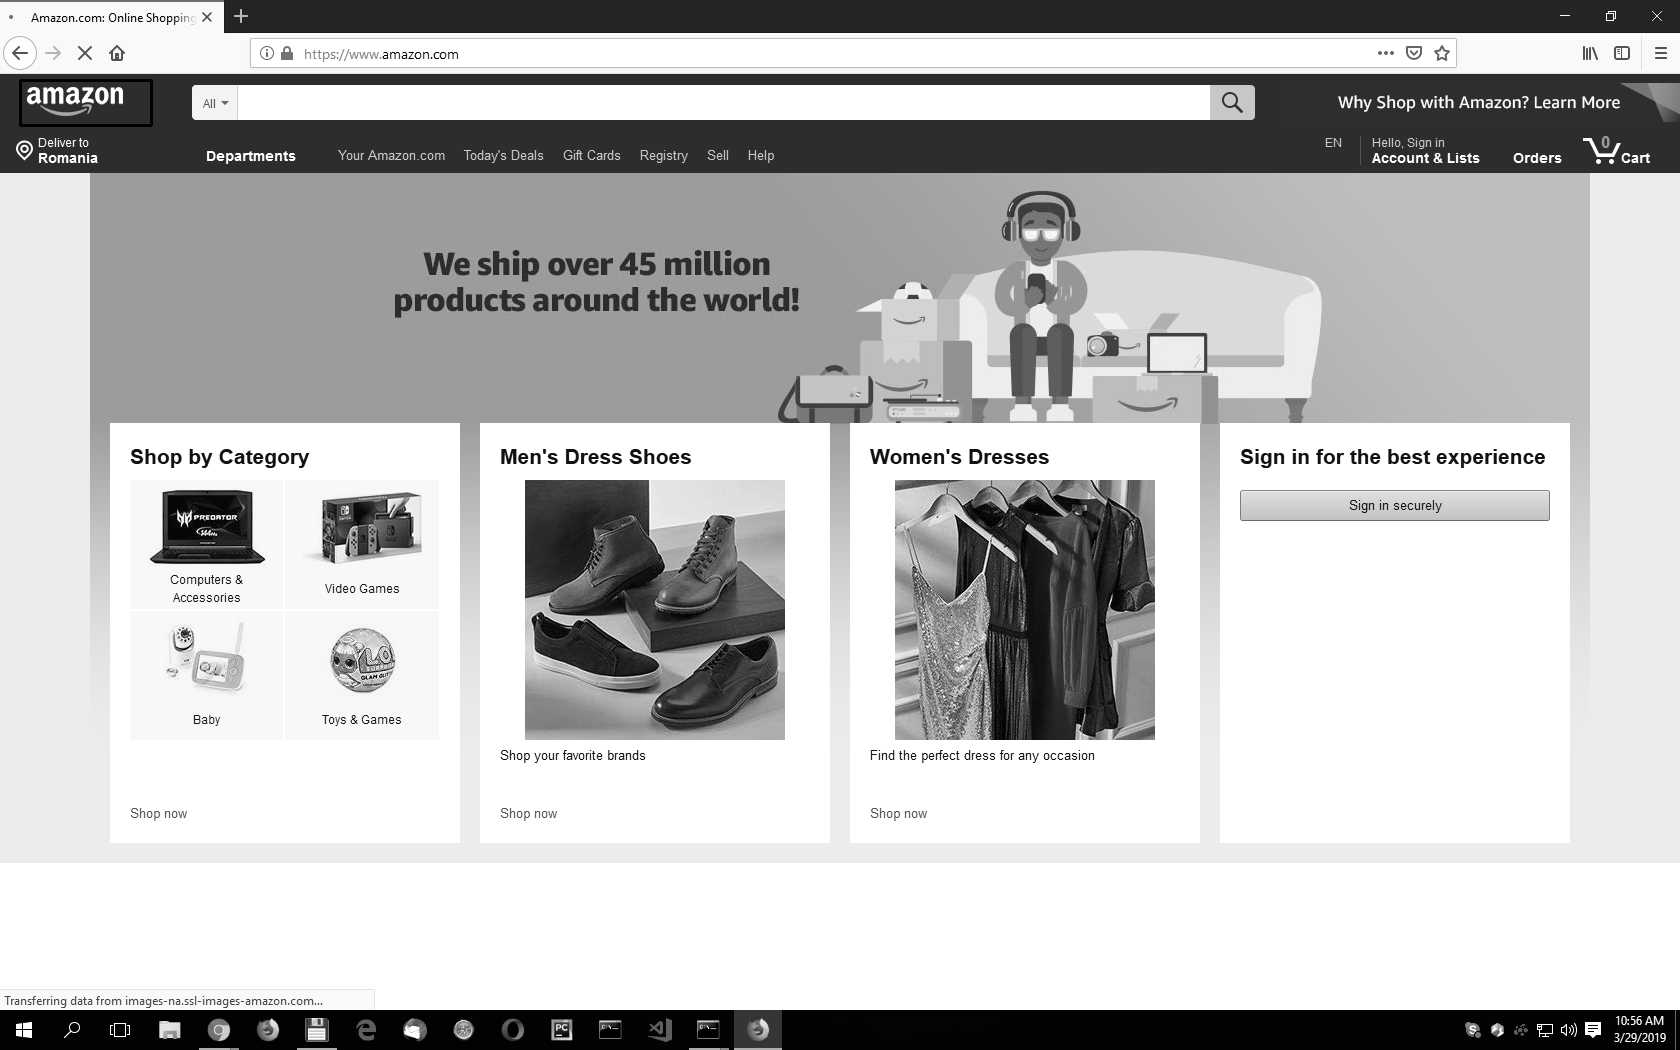 Amazon.com: Online Shopping
https://www.amazon.com
amazon
All
Why Shop with Amazon? Learn More
Deliver to
Romania
Departments
Your Amazon.com
Today's Deals
Gift Cards
Registry
Sell
Help
EN
Hello, Sign in
Account & Lists
Orders
0
Cart
We ship over 45 million
products around the world!
Shop by Category
PREDATOR
Computers &
Accessories
Video Games
Baby
Toys & Games
Shop now
Men's Dress Shoes
Shop your favorite brands
Shop now
Women's Dresses
Find the perfect dress for any occasion
Shop now
Sign in for the best experience
Sign in securely
Transferring data from images-na.ssl-images-amazon.com...
PC
10:56 AM
3/29/2019